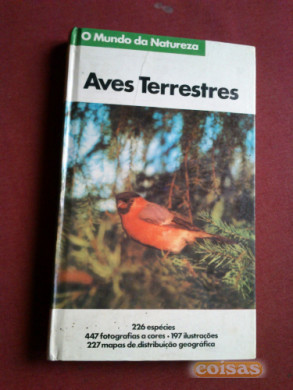 O Mundo da Natureza
Aves Terrestres
226 espécies
447 fotografias a cores • 197 ilustrações
227 mapas de distribuição geográfica
coisas